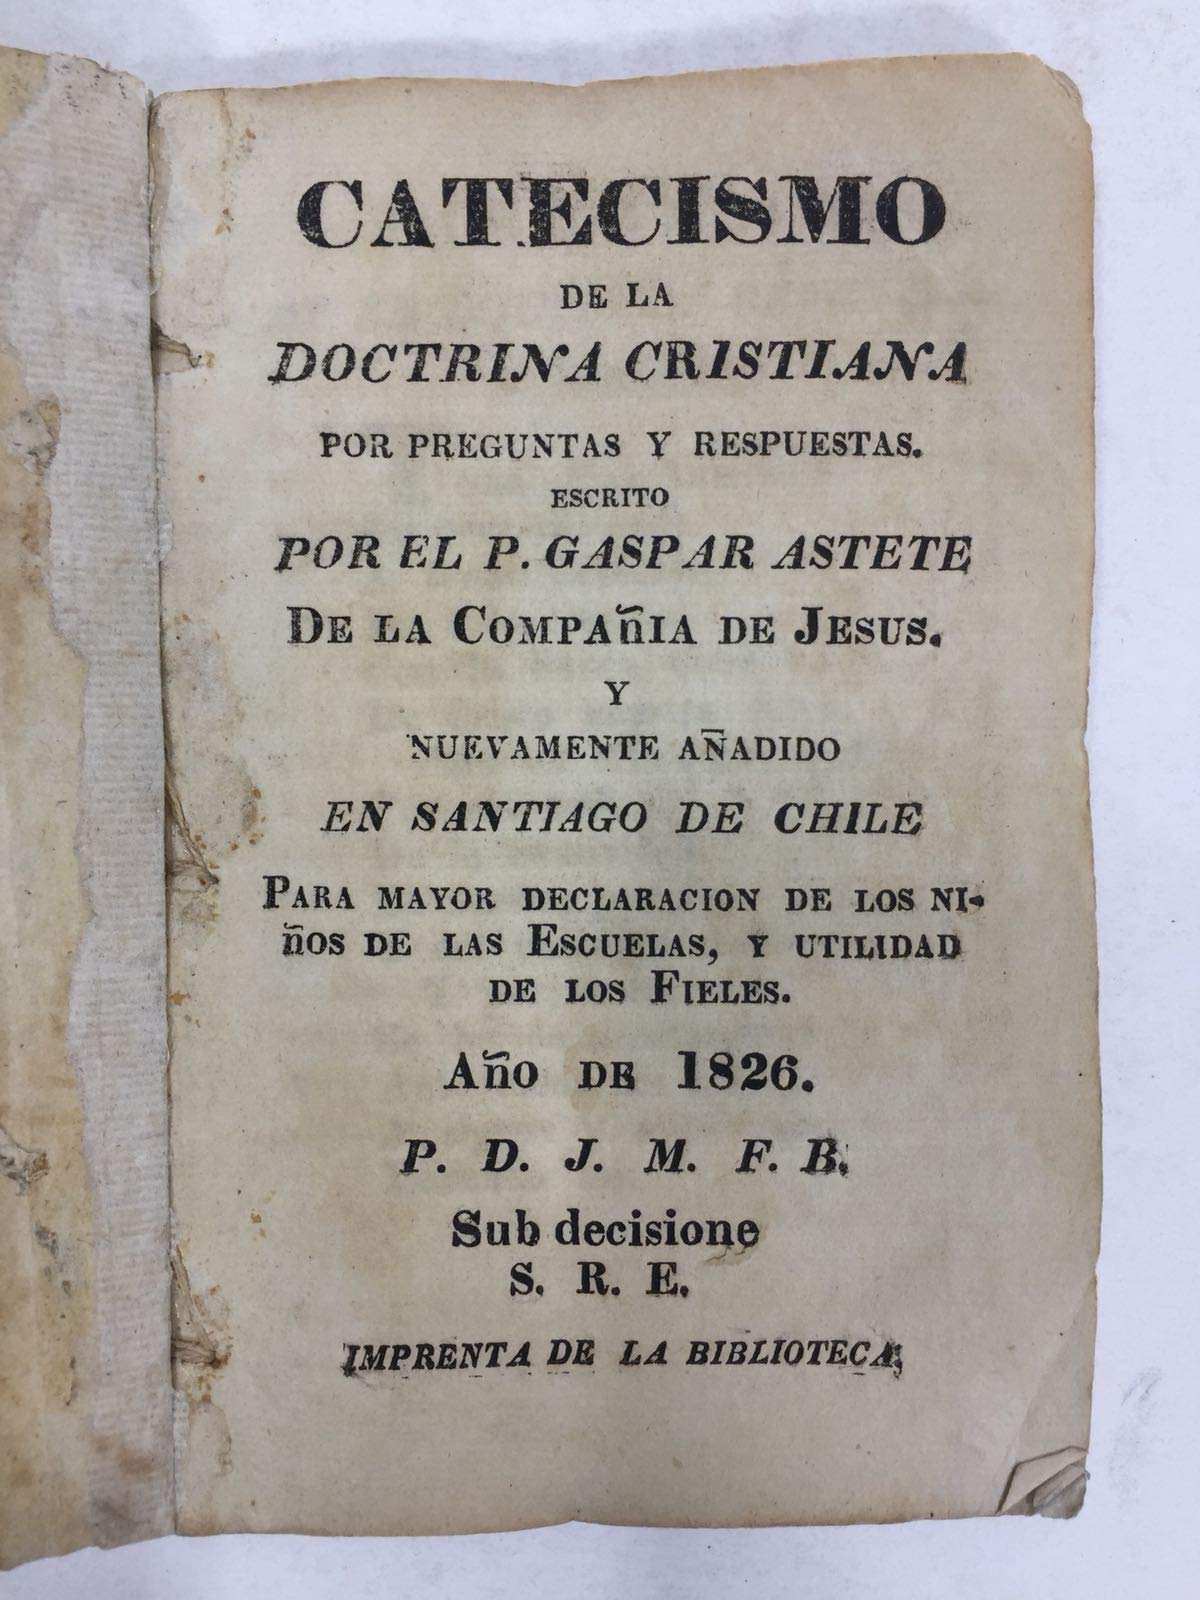 CATECISMO
DE LA
DOCTRINA CRISTIANA
POR PREGUNTAS Y RESPUESTAS.
ESCRITO
POR EL P. GASPAR ASTETE
DE LA COMPAñIA DE JESUS.
Y
NUEVAMENTE AÑADIDO
EN SANTIAGO DE CHILE
PARA MAYOR DECLARACION DE LOS NI-
ñOS DE LAS ESCUELAS, Y UTILIDAD
DE LOS FIELES.
AñO DE 1826.
P. D. J. M. F. B.
Sub decisione
S. R. E.
IMPRENTA DE LA BIBLIOTECA,